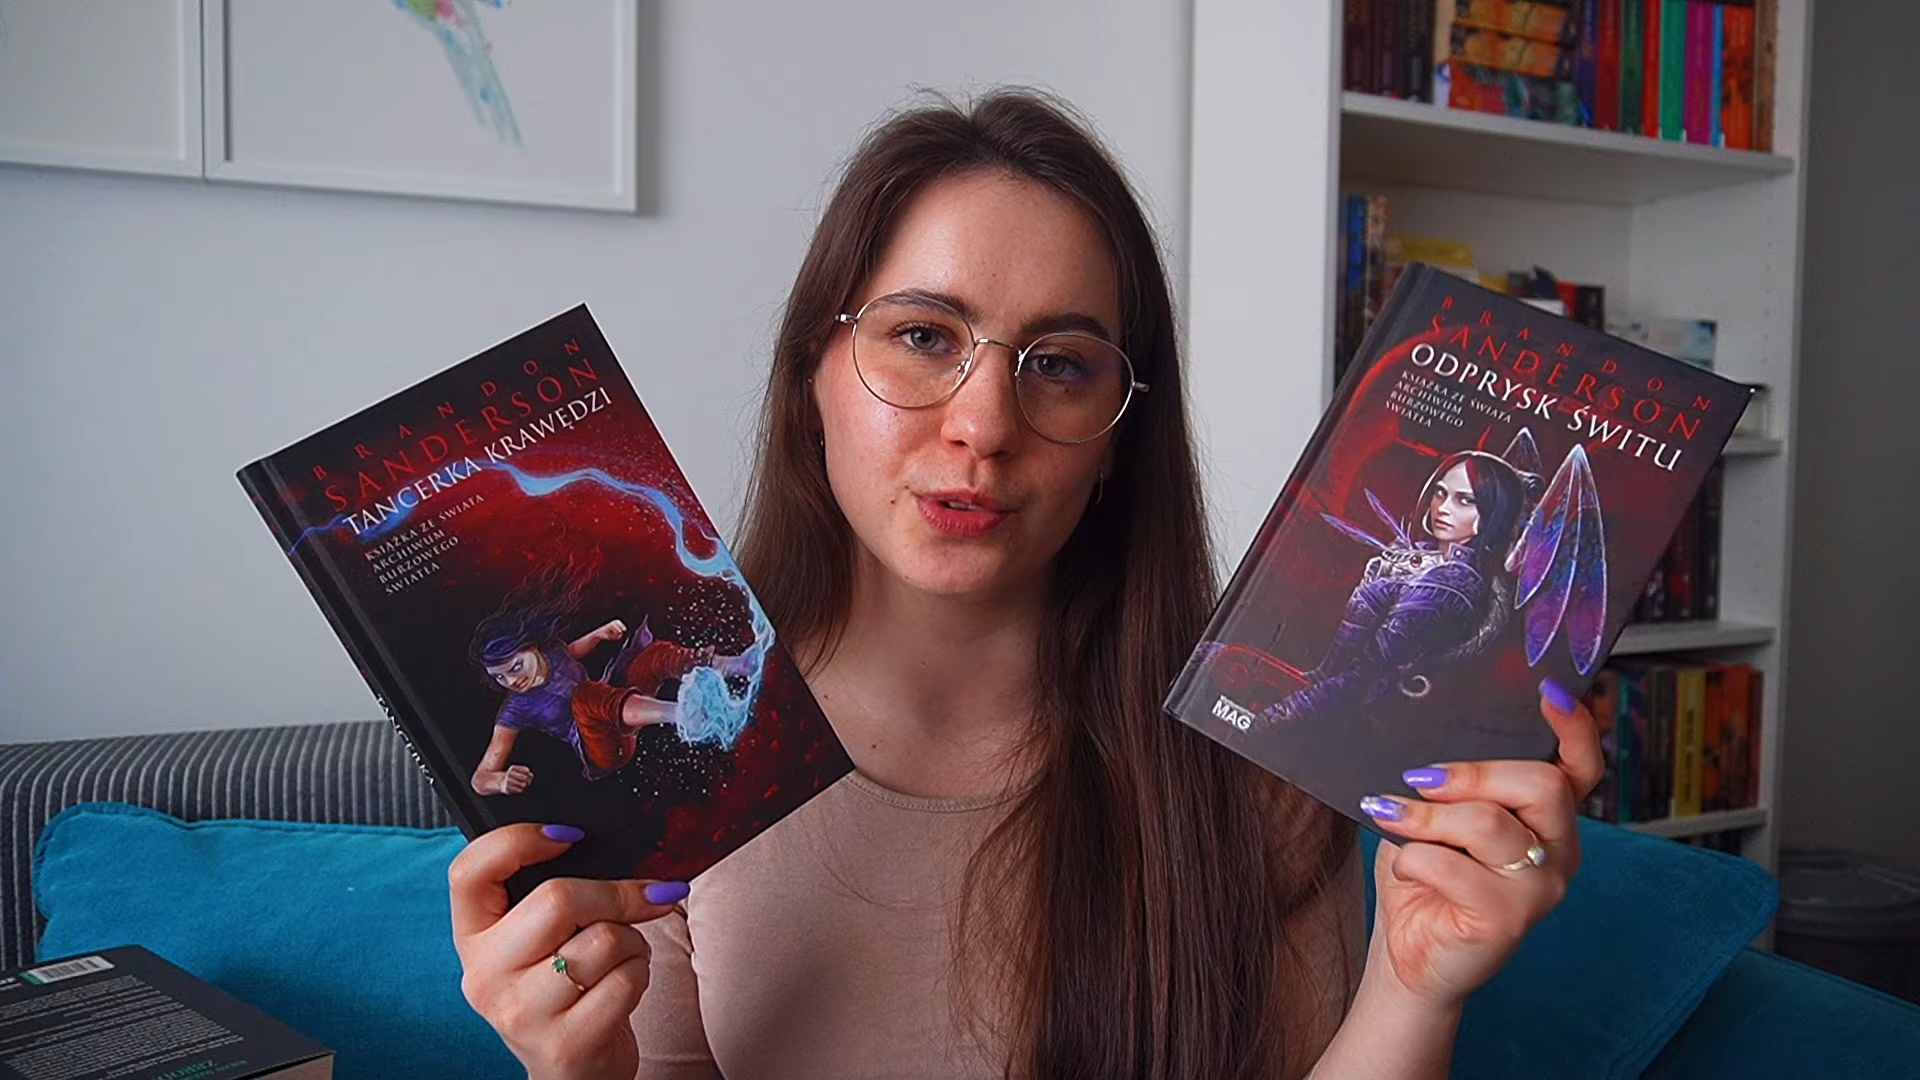 BRANDON
SANDERSON
TANCERKA KRAWĘDZI
KSIĄŻKA ZE ŚWIATA
ARCHIWUM
BURZOWEGO
ŚWIATŁA
TANCERKA
BRANDON
SANDERSON
ODPRYSK ŚWITU
KSIĄŻKA ZE ŚWIATA
ARCHIWUM
BURZOWEGO
ŚWIATŁA
MAG